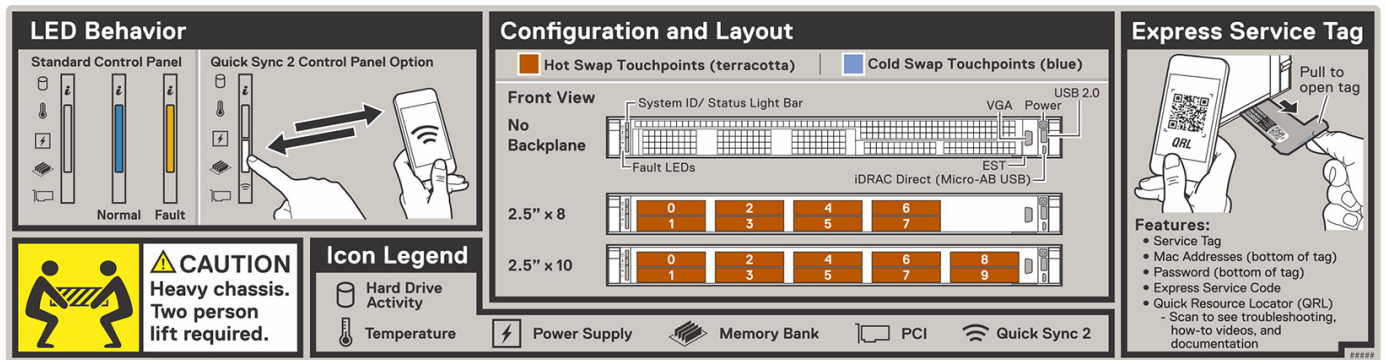 LED Behavior
Standard Control Panel
Quick Sync 2 Control Panel Option
i
i
i
i
Normal
Fault
CAUTION
Heavy chassis.
Two person
lift required.
Icon Legend
Hard Drive
Activity
Temperature
Power Supply
Memory Bank
PCI
Quick Sync 2
Configuration and Layout
Hot Swap Touchpoints (terracotta)
Cold Swap Touchpoints (blue)
Front View
System ID/ Status Light Bar
VGA
Power
USB 2.0
No
Backplane
Fault LEDs
EST
iDRAC Direct (Micro-AB USB)
2.5” x 8
0 2 4 6
1 3 5 7
2.5” x 10
0 2 4 6 8
1 3 5 7 9
Express Service Tag
Pull to
open tag
QRL
Features:
• Service Tag
• Mac Addresses (bottom of tag)
• Password (bottom of tag)
• Express Service Code
• Quick Resource Locator (QRL)
- Scan to see troubleshooting,
how-to videos, and
documentation
#####